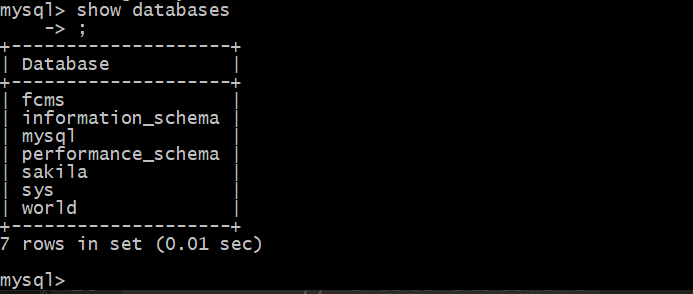 mysql> show databases
    -> ;
+--------------------+
| Database           |
+--------------------+
| fcms               |
| information_schema |
| mysql              |
| performance_schema |
| sakila             |
| sys                |
| world              |
+--------------------+
7 rows in set (0.01 sec)
mysql>